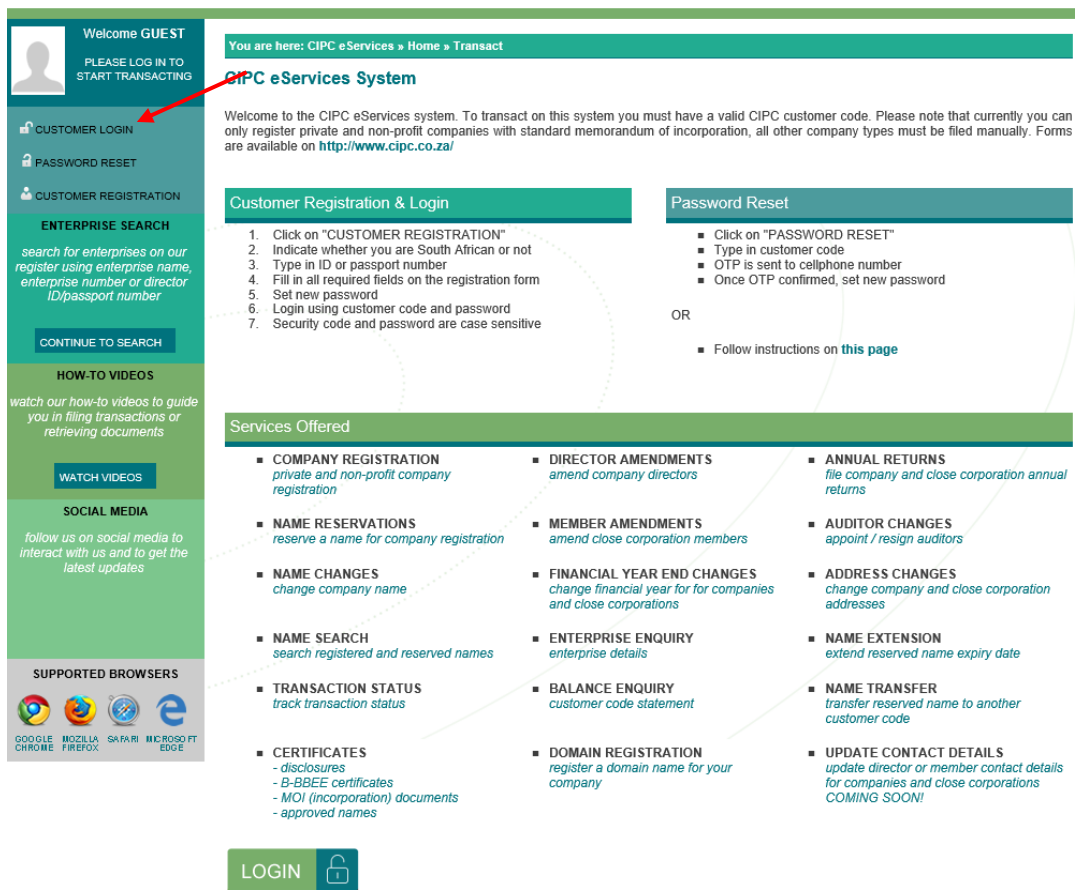 Welcome GUEST
PLEASE LOG IN TO
START TRANSACTING
CUSTOMER LOGIN
PASSWORD RESET
CUSTOMER REGISTRATION
ENTERPRISE SEARCH
search for enterprises on our
register using enterprise name,
enterprise number or director
ID/passport number
CONTINUE TO SEARCH
HOW-TO VIDEOS
watch our how-to videos to guide
you in filing transactions or
retrieving documents
WATCH VIDEOS
SOCIAL MEDIA
follow us on social media to
interact with us and to get the
latest updates
SUPPORTED BROWSERS
GOOGLE CHROME
MOZILLA FIREFOX
SAFARI
MICROSOFT EDGE
You are here: CIPC eServices » Home » Transact
CIPC eServices System
Welcome to the CIPC eServices system. To transact on this system you must have a valid CIPC customer code. Please note that currently you can
only register private and non-profit companies with standard memorandum of incorporation, all other company types must be filed manually. Forms
are available on http://www.cipc.co.za/
Customer Registration & Login
1. Click on "CUSTOMER REGISTRATION"
2. Indicate whether you are South African or not
3. Type in ID or passport number
4. Fill in all required fields on the registration form
5. Set new password
6. Login using customer code and password
7. Security code and password are case sensitive
Password Reset
■ Click on "PASSWORD RESET"
■ Type in customer code
■ OTP is sent to cellphone number
■ Once OTP confirmed, set new password
OR
■ Follow instructions on this page
Services Offered
■ COMPANY REGISTRATION
private and non-profit company
registration
■ DIRECTOR AMENDMENTS
amend company directors
■ ANNUAL RETURNS
file company and close corporation annual
returns
■ NAME RESERVATIONS
reserve a name for company registration
■ MEMBER AMENDMENTS
amend close corporation members
■ AUDITOR CHANGES
appoint / resign auditors
■ NAME CHANGES
change company name
■ FINANCIAL YEAR END CHANGES
change financial year for for companies
and close corporations
■ ADDRESS CHANGES
change company and close corporation
addresses
■ NAME SEARCH
search registered and reserved names
■ ENTERPRISE ENQUIRY
enterprise details
■ NAME EXTENSION
extend reserved name expiry date
■ TRANSACTION STATUS
track transaction status
■ BALANCE ENQUIRY
customer code statement
■ NAME TRANSFER
transfer reserved name to another
customer code
■ CERTIFICATES
- disclosures
- B-BBEE certificates
- MOI (incorporation) documents
- approved names
■ DOMAIN REGISTRATION
register a domain name for your
company
■ UPDATE CONTACT DETAILS
update director or member contact details
for companies and close corporations
COMING SOON!
LOGIN